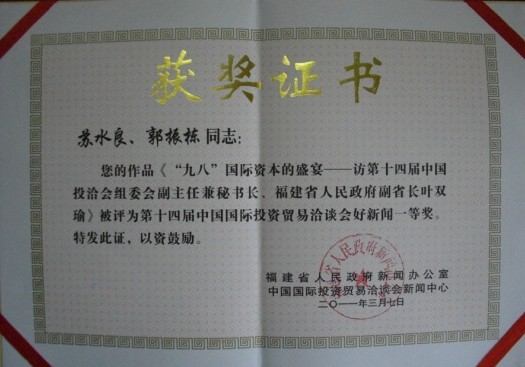 获奖证书
苏水良、郭振栋同志：
您的作品《“九八”国际资本的盛宴——访第十四届中国
投洽会组委会副主任兼秘书长、福建省人民政府副省长叶双
瑜》被评为第十四届中国国际投资贸易洽谈会好新闻一等奖。
特发此证，以资鼓励。
福建省人民政府新闻办公室
中国国际投资贸易洽谈会新闻中心
二〇一一年三月七日